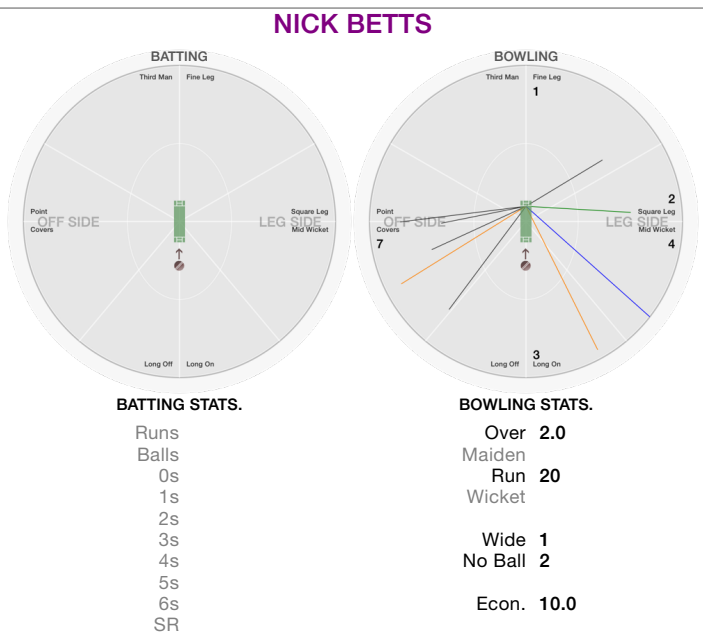 NICK BETTS
BATTING
Third Man Fine Leg
Point
OFF SIDE
Covers
Square Leg
LEG SIDE
Mid Wicket
Long Off Long On
BOWLING
Third Man Fine Leg
1
2
Point
OFF SIDE
Covers
7
Square Leg
LEG SIDE
Mid Wicket
4
3
Long Off Long On
BATTING STATS.
Runs
Balls
0s
1s
2s
3s
4s
5s
6s
SR
BOWLING STATS.
Over 2.0
Maiden
Run 20
Wicket
Wide 1
No Ball 2
Econ. 10.0